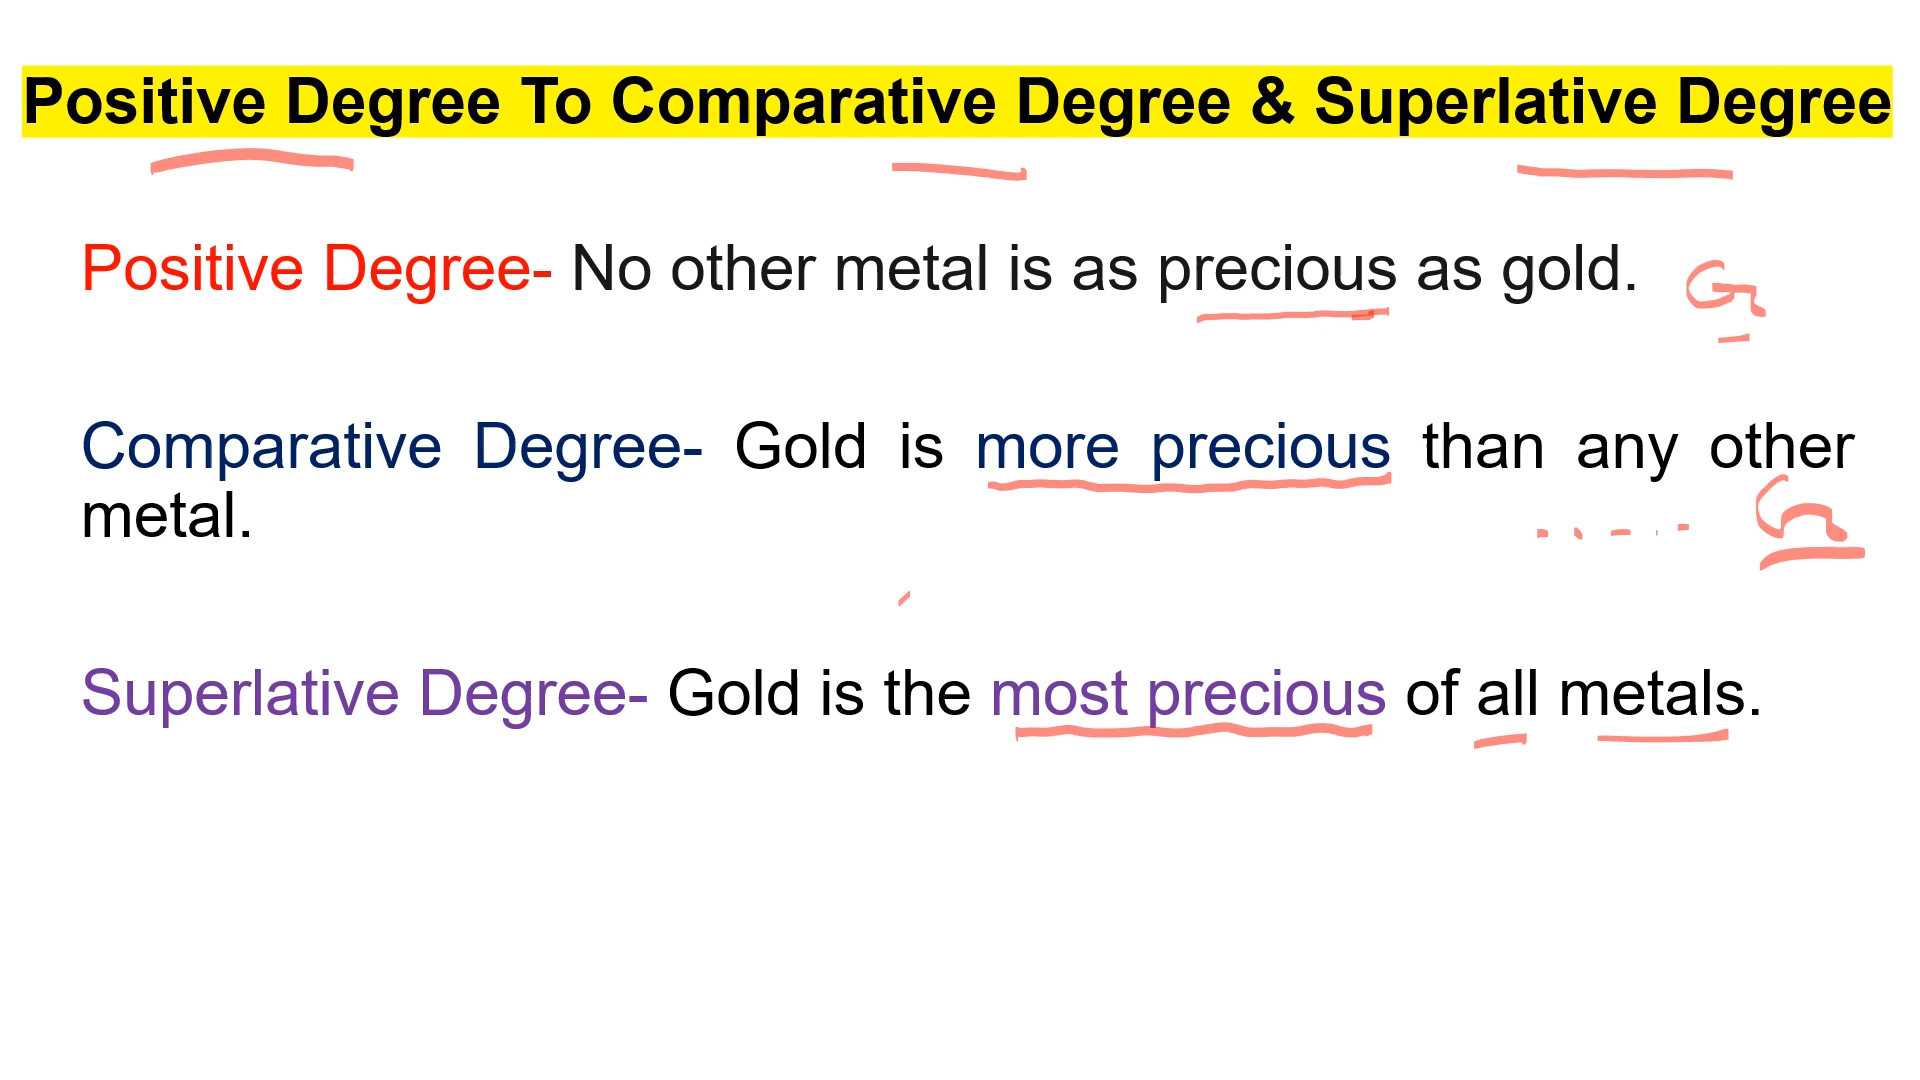 Positive Degree To Comparative Degree & Superlative Degree
Positive Degree- No other metal is as precious as gold. G
Comparative Degree- Gold is more precious than any other
metal. G
Superlative Degree- Gold is the most precious of all metals.